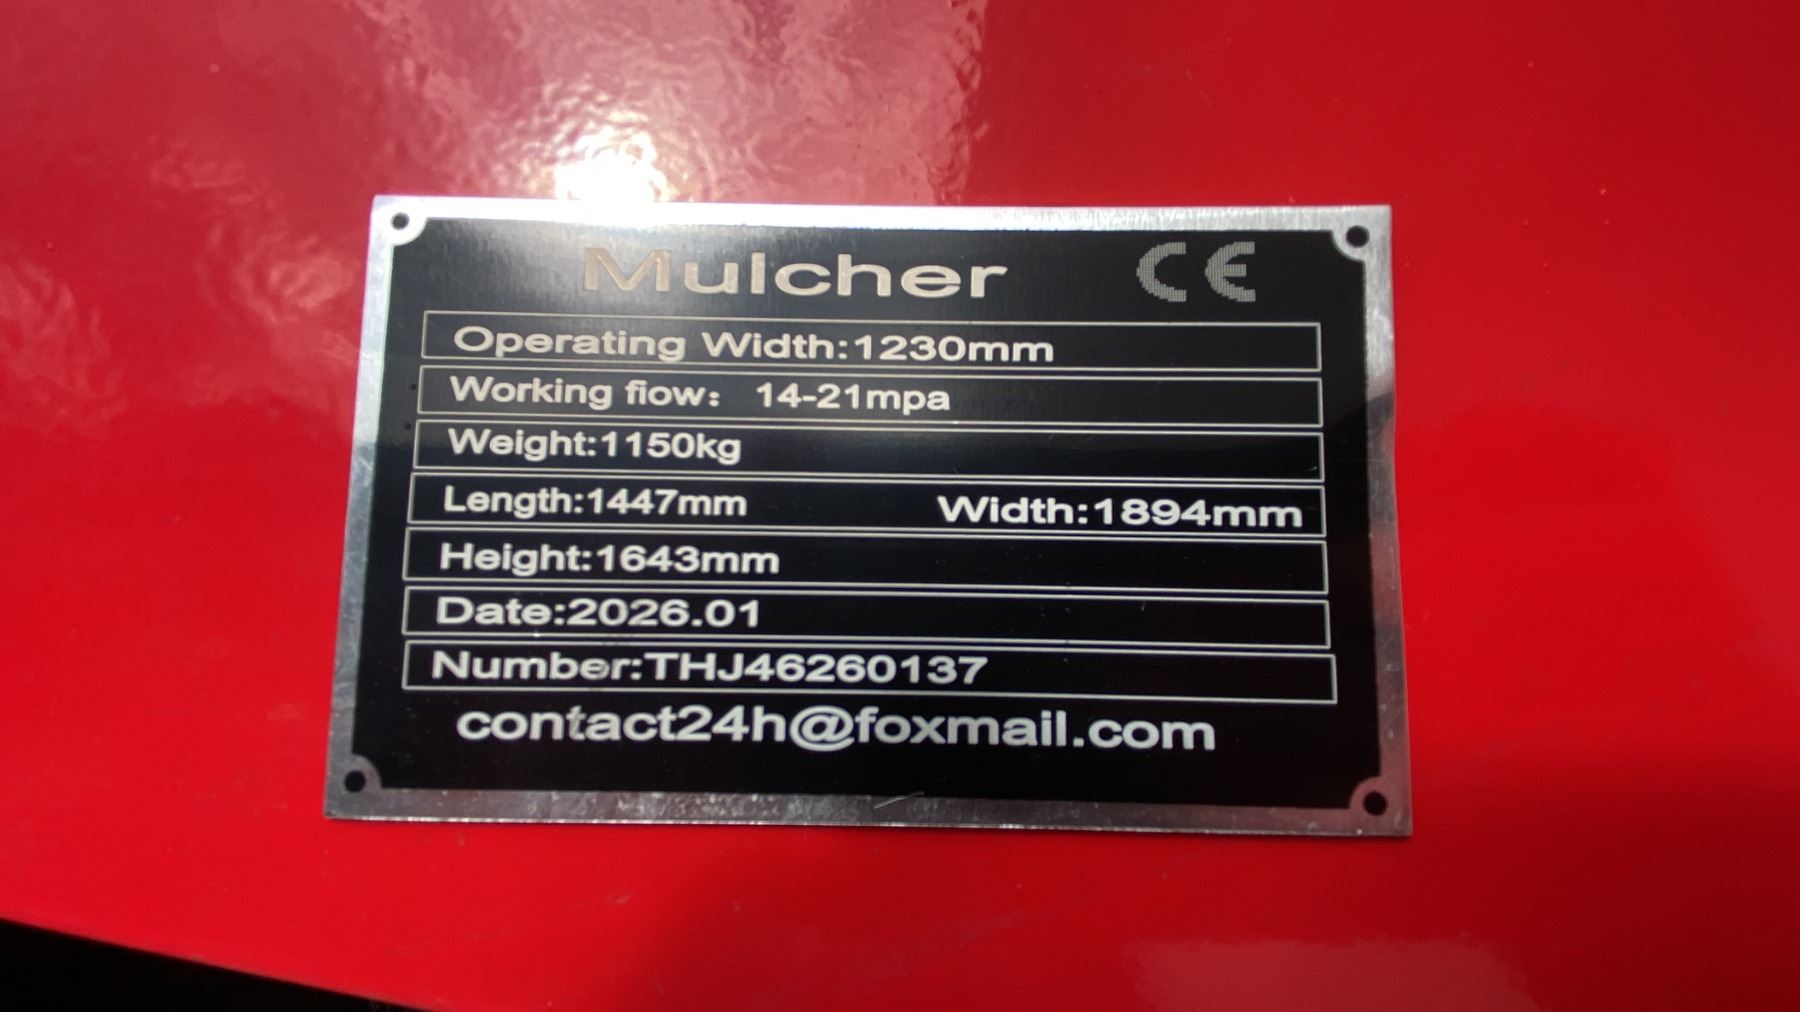 Mulcher CE
Operating Width:1230mm
Working fiow: 14-21mpa
Weight:1150kg
Length:1447mm Width:1894mm
Height:1643mm
Date:2026.01
Number:THJ46260137
contact24h@foxmail.com